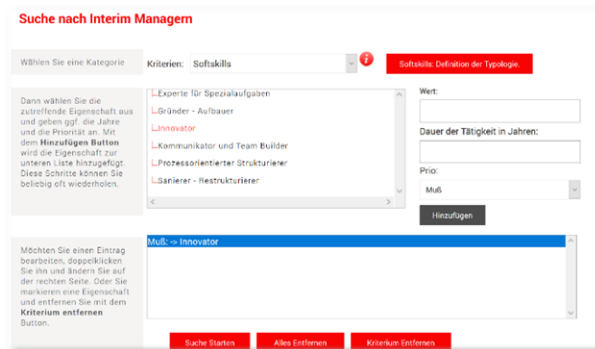 Suche nach Interim Managern
Wählen Sie eine Kategorie
Kriterien:
Softskills
Softskills: Definition der Typologie.
Dann wählen Sie die
zutreffende Eigenschaft aus
und geben ggf. die Jahre
und die Priorität an. Mit
dem Hinzufügen Button
wird die Eigenschaft zur
unteren Liste hinzugefügt.
Diese Schritte können Sie
beliebig oft wiederholen.
Experte für Spezialaufgaben
Gründer - Aufbauer
Innovator
Kommunikator und Team Builder
Prozessorientierter Strukturierer
Sanierer - Restrukturierer
Wert:
Dauer der Tätigkeit in Jahren:
Prio:
Muß
Hinzufügen
Möchten Sie einen Eintrag
bearbeiten, doppelklicken
Sie ihn und ändern Sie auf
der rechten Seite. Oder Sie
markieren eine Eigenschaft
und entfernen Sie mit dem
Kriterium entfernen
Button.
Muß: -> Innovator
Suche Starten
Alles Entfernen
Kriterium Entfernen